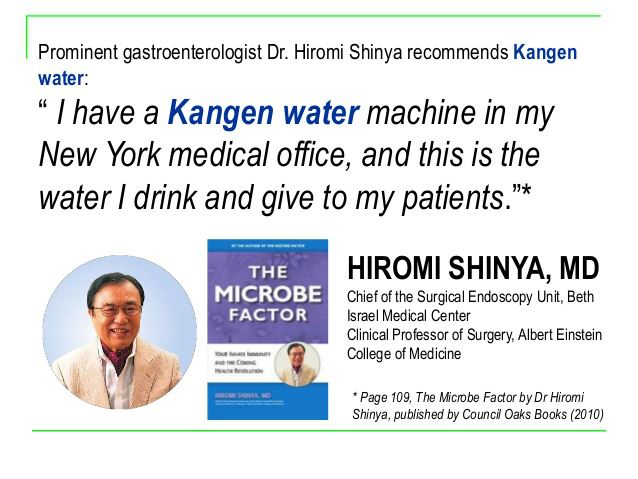 Prominent gastroenterologist Dr. Hiromi Shinya recommends Kangen
water:
“ I have a Kangen water machine in my
New York medical office, and this is the
water I drink and give to my patients.”*
BY THE AUTHOR OF THE ENZYME FACTOR
THE
MICROBE
FACTOR
YOUR INNATE IMMUNITY
AND THE COMING
HEALTH REVOLUTION
HIROMI SHINYA, MD
HIROMI SHINYA, MD
Chief of the Surgical Endoscopy Unit, Beth
Israel Medical Center
Clinical Professor of Surgery, Albert Einstein
College of Medicine
* Page 109, The Microbe Factor by Dr Hiromi
Shinya, published by Council Oaks Books (2010)